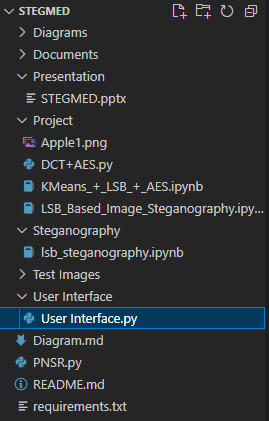 STEGMED
Diagrams
Documents
Presentation
STEGMED.pptx
Project
Apple1.png
DCT+AES.py
KMeans_+_LSB_+_AES.ipynb
LSB_Based_Image_Steganography.ipy...
Steganography
lsb_steganography.ipynb
Test Images
User Interface
User Interface.py
Diagram.md
PNSR.py
README.md
requirements.txt